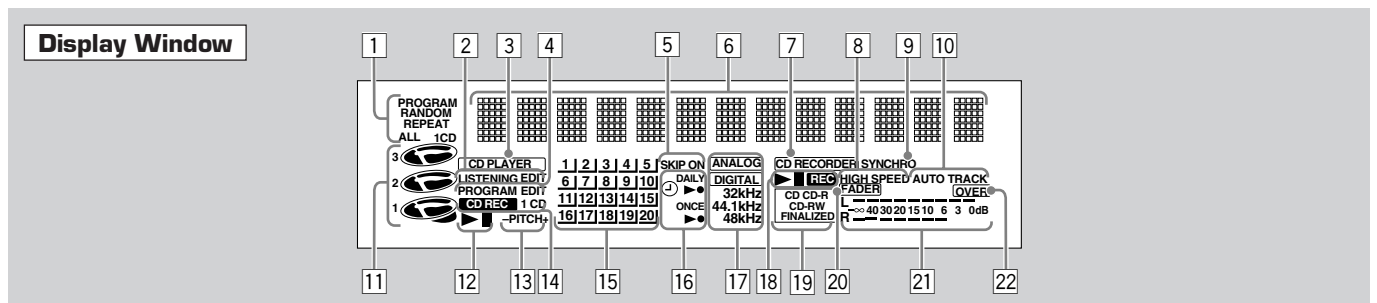 Display Window
1 2 3 4 5 6 7 8 9 10
PROGRAM
RANDOM
REPEAT
ALL 1CD
3
2
1
CD PLAYER
LISTENING EDIT
PROGRAM EDIT
CD REC 1 CD
–PITCH+
1 2 3 4 5
6 7 8 9 10
11 12 13 14 15
16 17 18 19 20
SKIP ON
DAILY
ONCE
ANALOG
DIGITAL
32kHz
44.1kHz
48kHz
CD RECORDER SYNCHRO
REC HIGH SPEED AUTO TRACK
CD CD-R
CD-RW
FINALIZED
FADER OVER
L
–∞ 40 30 20 15 10 6 3 0dB
R
11 12 13 14 15 16 17 18 19 20 21 22